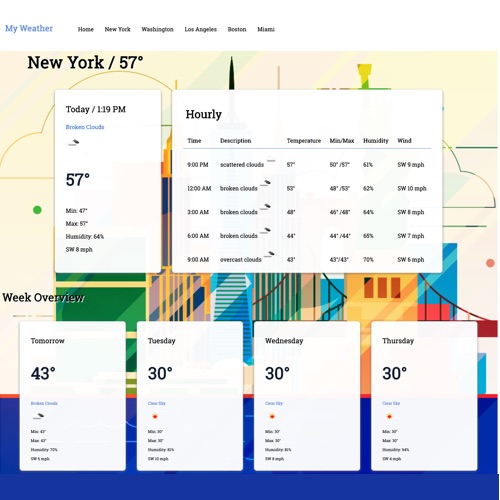 My Weather
Home New York Washington Los Angeles Boston Miami
New York / 57°
Today / 1:19 PM
Broken Clouds
57°
Min: 47°
Max: 57°
Humidity: 64%
SW 8 mph
Hourly
Time Description Temperature Min/Max Humidity Wind
9:00 PM scattered clouds 57° 50° /57° 61% SW 9 mph
12:00 AM broken clouds 53° 48° /53° 62% SW 10 mph
3:00 AM broken clouds 48° 46° /48° 64% SW 8 mph
6:00 AM broken clouds 44° 44° /44° 65% SW 7 mph
9:00 AM overcast clouds 43° 43°/43° 70% SW 6 mph
Week Overview
Tomorrow
43°
Broken Clouds
Min: 43°
Max: 43°
Humidity: 70%
SW 6 mph
Tuesday
30°
Clear Sky
Min: 30°
Max: 30°
Humidity: 81%
SW 10 mph
Wednesday
30°
Clear Sky
Min: 30°
Max: 30°
Humidity: 81%
SW 8 mph
Thursday
30°
Clear Sky
Min: 30°
Max: 30°
Humidity: 94%
SW 6 mph